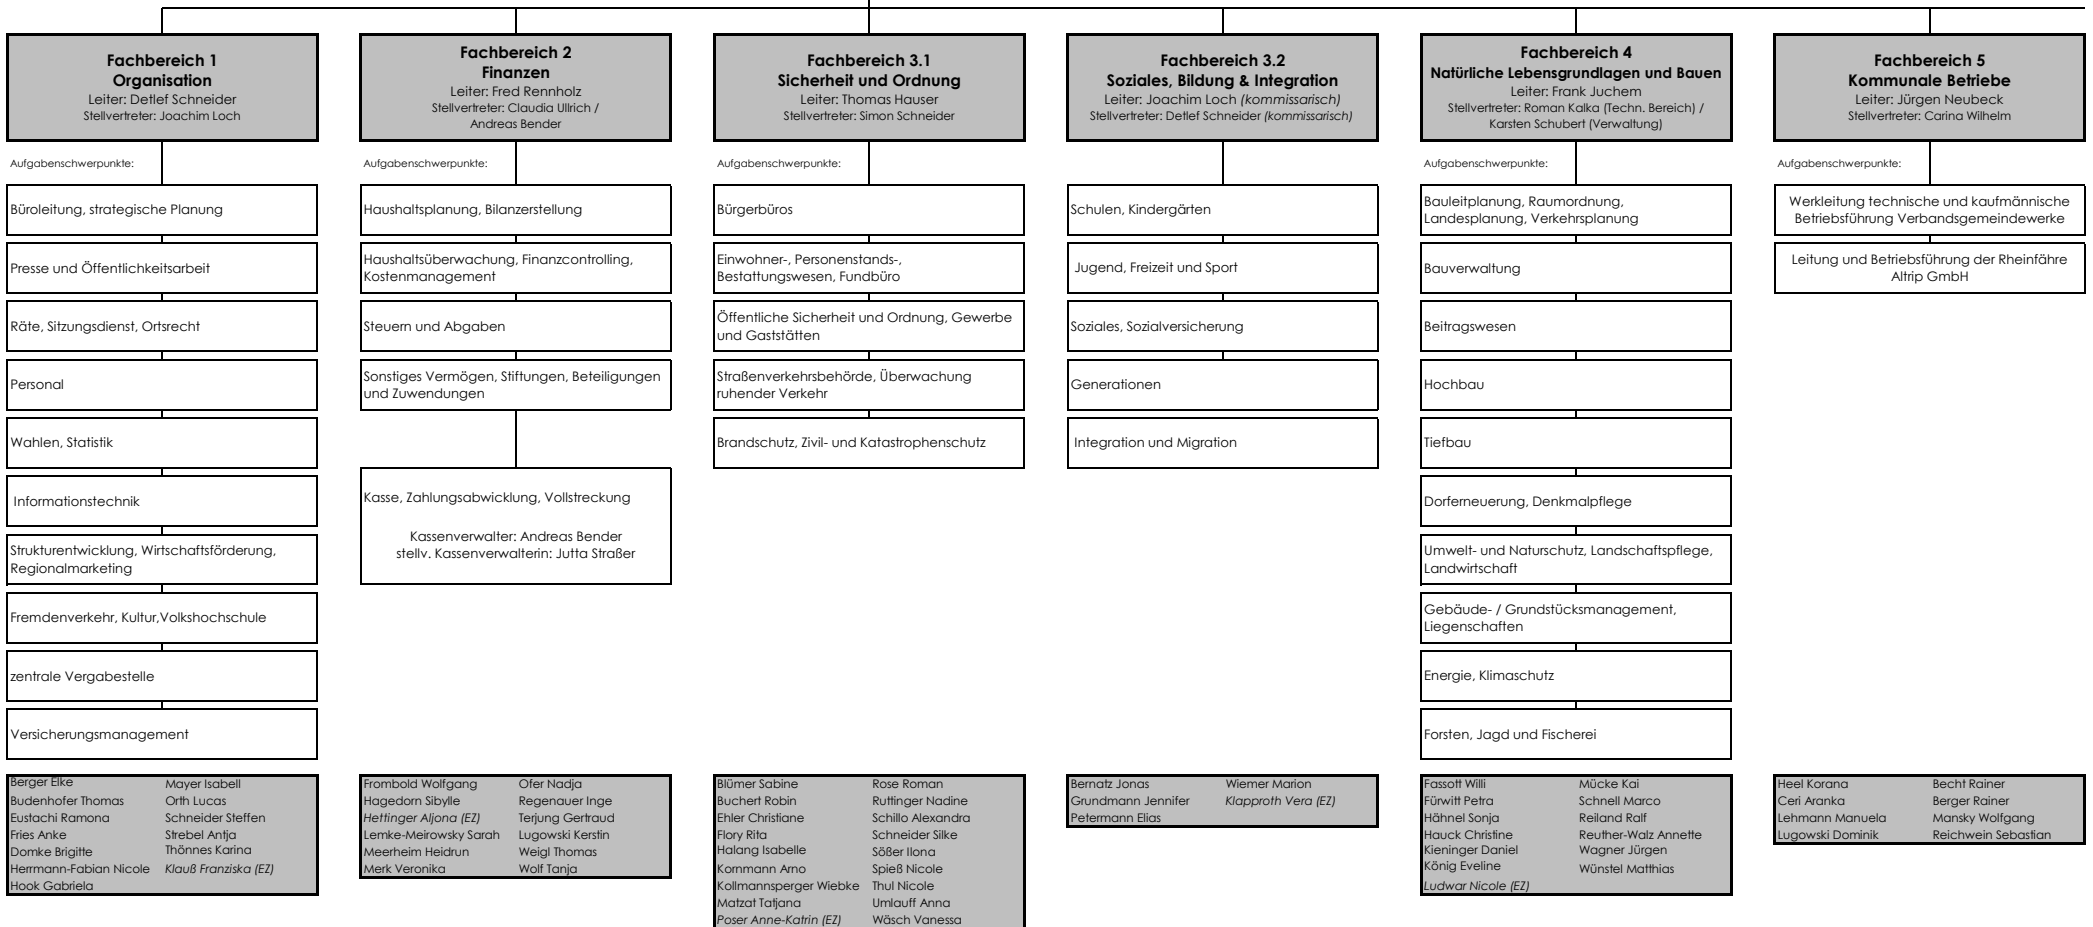 Fachbereich 1
Organisation
Leiter: Detlef Schneider
Stellvertreter: Joachim Loch
Aufgabenschwerpunkte:
Büroleitung, strategische Planung
Presse und Öffentlichkeitsarbeit
Räte, Sitzungsdienst, Ortsrecht
Personal
Wahlen, Statistik
Informationstechnik
Strukturentwicklung, Wirtschaftsförderung,
Regionalmarketing
Fremdenverkehr, Kultur,Volkshochschule
zentrale Vergabestelle
Versicherungsmanagement
Berger Elke
Budenhofer Thomas
Eustachi Ramona
Fries Anke
Domke Brigitte
Herrmann-Fabian Nicole
Hook Gabriela
Mayer Isabell
Orth Lucas
Schneider Steffen
Strebel Antja
Thönnes Karina
Klauß Franziska (EZ)
Fachbereich 2
Finanzen
Leiter: Fred Rennholz
Stellvertreter: Claudia Ullrich /
Andreas Bender
Aufgabenschwerpunkte:
Haushaltsplanung, Bilanzerstellung
Haushaltsüberwachung, Finanzcontrolling,
Kostenmanagement
Steuern und Abgaben
Sonstiges Vermögen, Stiftungen, Beteiligungen
und Zuwendungen
Kasse, Zahlungsabwicklung, Vollstreckung
Kassenverwalter: Andreas Bender
stellv. Kassenverwalterin: Jutta Straßer
Frombold Wolfgang
Hagedorn Sibylle
Hettinger Aljona (EZ)
Lemke-Meirowsky Sarah
Meerheim Heidrun
Merk Veronika
Ofer Nadja
Regenauer Inge
Terjung Gertraud
Lugowski Kerstin
Weigl Thomas
Wolf Tanja
Fachbereich 3.1
Sicherheit und Ordnung
Leiter: Thomas Hauser
Stellvertreter: Simon Schneider
Aufgabenschwerpunkte:
Bürgerbüros
Einwohner-, Personenstands-,
Bestattungswesen, Fundbüro
Öffentliche Sicherheit und Ordnung, Gewerbe
und Gaststätten
Straßenverkehrsbehörde, Überwachung
ruhender Verkehr
Brandschutz, Zivil- und Katastrophenschutz
Blümer Sabine
Buchert Robin
Ehler Christiane
Flory Rita
Halang Isabelle
Kornmann Arno
Kollmannsperger Wiebke
Matzat Tatjana
Poser Anne-Katrin (EZ)
Rose Roman
Ruttinger Nadine
Schillo Alexandra
Schneider Silke
Sößer Ilona
Spieß Nicole
Thul Nicole
Umlauff Anna
Wäsch Vanessa
Fachbereich 3.2
Soziales, Bildung & Integration
Leiter: Joachim Loch (kommissarisch)
Stellvertreter: Detlef Schneider (kommissarisch)
Schulen, Kindergärten
Jugend, Freizeit und Sport
Soziales, Sozialversicherung
Generationen
Integration und Migration
Bernatz Jonas
Grundmann Jennifer
Petermann Elias
Wiemer Marion
Klapproth Vera (EZ)
Fachbereich 4
Natürliche Lebensgrundlagen und Bauen
Leiter: Frank Juchem
Stellvertreter: Roman Kalka (Techn. Bereich) /
Karsten Schubert (Verwaltung)
Aufgabenschwerpunkte:
Bauleitplanung, Raumordnung,
Landesplanung, Verkehrsplanung
Bauverwaltung
Beitragswesen
Hochbau
Tiefbau
Dorferneuerung, Denkmalpflege
Umwelt- und Naturschutz, Landschaftspflege,
Landwirtschaft
Gebäude- / Grundstücksmanagement,
Liegenschaften
Energie, Klimaschutz
Forsten, Jagd und Fischerei
Fassott Willi
Fürwitt Petra
Hähnel Sonja
Hauck Christine
Kieninger Daniel
König Eveline
Ludwar Nicole (EZ)
Mücke Kai
Schnell Marco
Reiland Ralf
Reuther-Walz Annette
Wagner Jürgen
Wünstel Matthias
Fachbereich 5
Kommunale Betriebe
Leiter: Jürgen Neubeck
Stellvertreter: Carina Wilhelm
Aufgabenschwerpunkte:
Werkleitung technische und kaufmännische
Betriebsführung Verbandsgemeindewerke
Leitung und Betriebsführung der Rheinfähre
Altrip GmbH
Heel Korana
Ceri Aranka
Lehmann Manuela
Lugowski Dominik
Becht Rainer
Berger Rainer
Mansky Wolfgang
Reichwein Sebastian